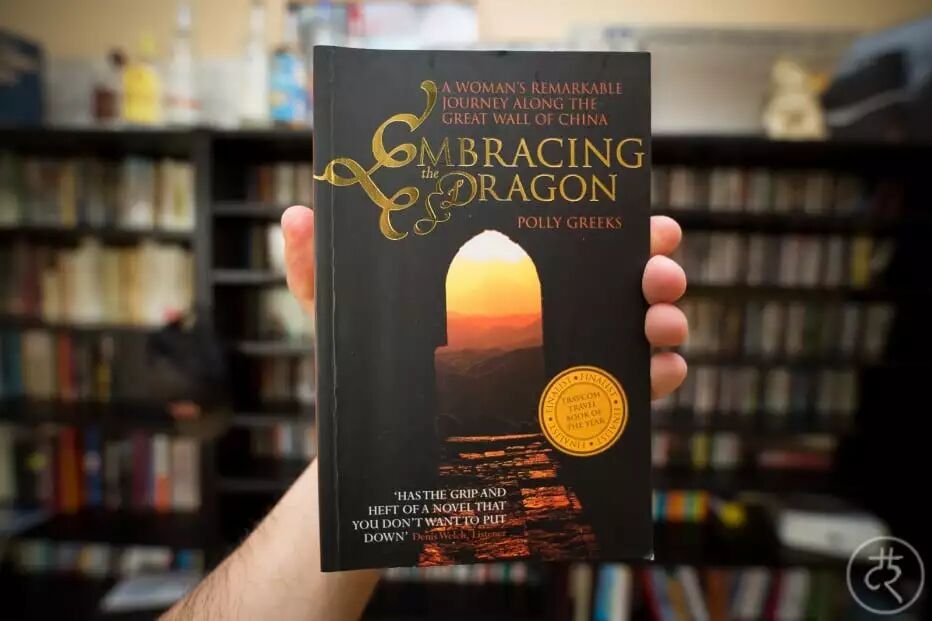 A WOMAN'S REMARKABLE
JOURNEY ALONG THE
GREAT WALL OF CHINA
EMBRACING
the DRAGON
POLLY GREEKS
FINALIST • FINALIST • FINALIST
TRAVCOM
TRAVEL
BOOK OF
THE YEAR
'HAS THE GRIP AND
HEFT OF A NOVEL THAT
YOU DON'T WANT TO PUT
DOWN' Denis Welch, Listener